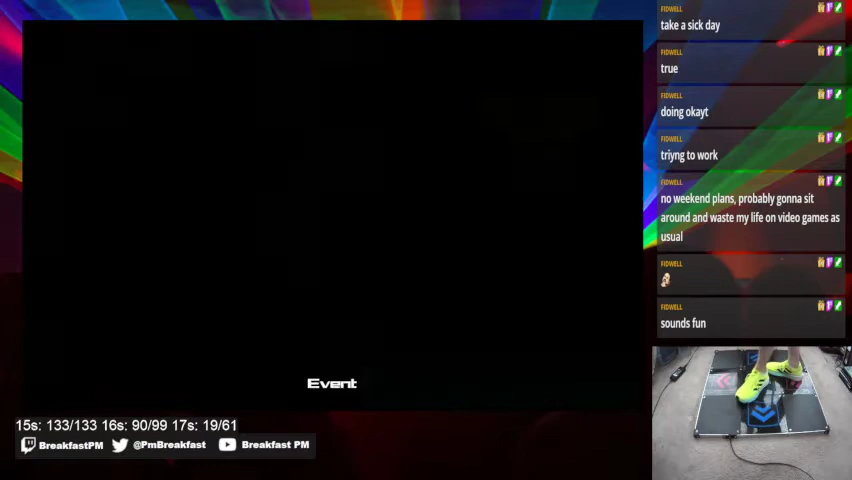 FIDWELL
take a sick day
FIDWELL
true
FIDWELL
doing okayt
FIDWELL
triyng to work
FIDWELL
no weekend plans, probably gonna sit
around and waste my life on video games as
usual
FIDWELL
FIDWELL
sounds fun
Event
15s: 133/133 16s: 90/99 17s: 19/61
BreakfastPM @PmBreakfast Breakfast PM